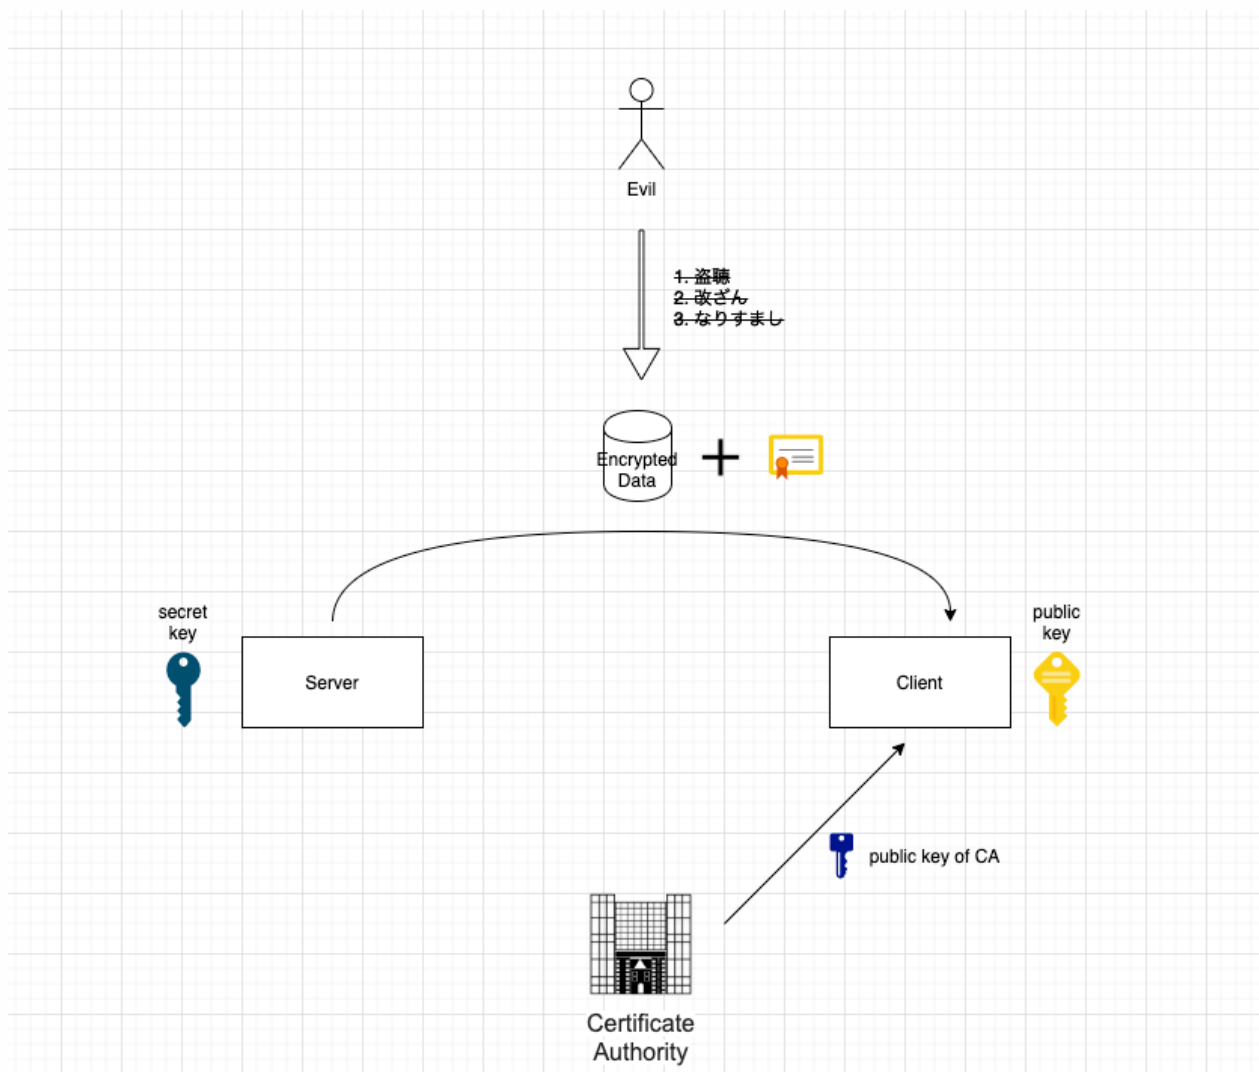 Evil
1. 盗聴
2. 改ざん
3. なりすまし
Encrypted
Data
secret
key
public
key
Server
Client
public key of CA
Certificate
Authority